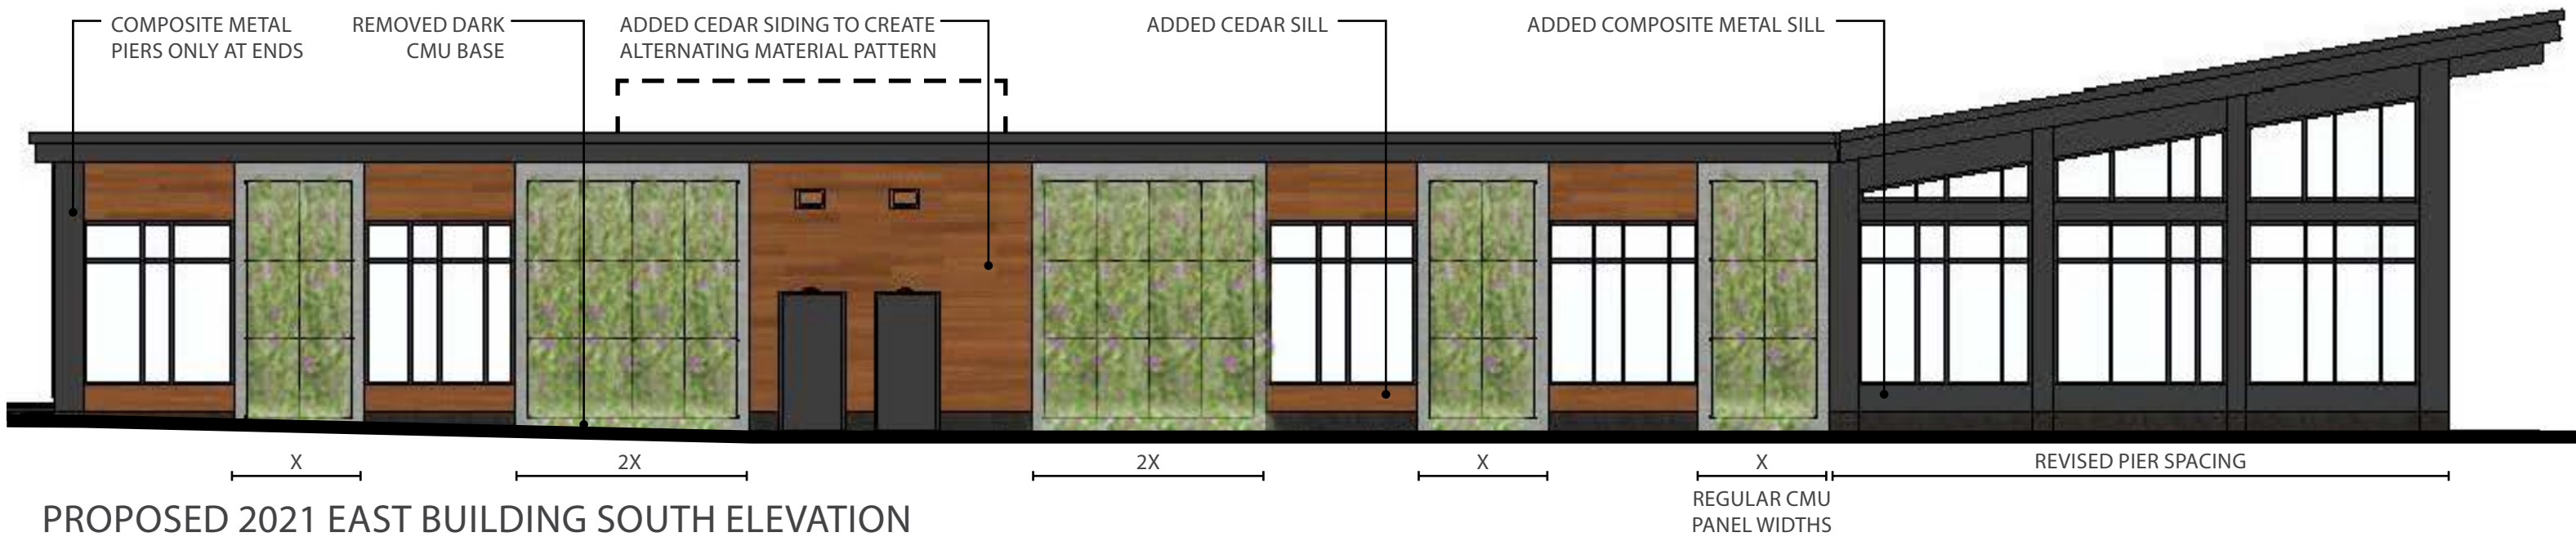 COMPOSITE METAL
PIERS ONLY AT ENDS
REMOVED DARK
CMU BASE
ADDED CEDAR SIDING TO CREATE
ALTERNATING MATERIAL PATTERN
ADDED CEDAR SILL
ADDED COMPOSITE METAL SILL
X
2X
2X
X
X
REVISED PIER SPACING
REGULAR CMU
PANEL WIDTHS
PROPOSED 2021 EAST BUILDING SOUTH ELEVATION